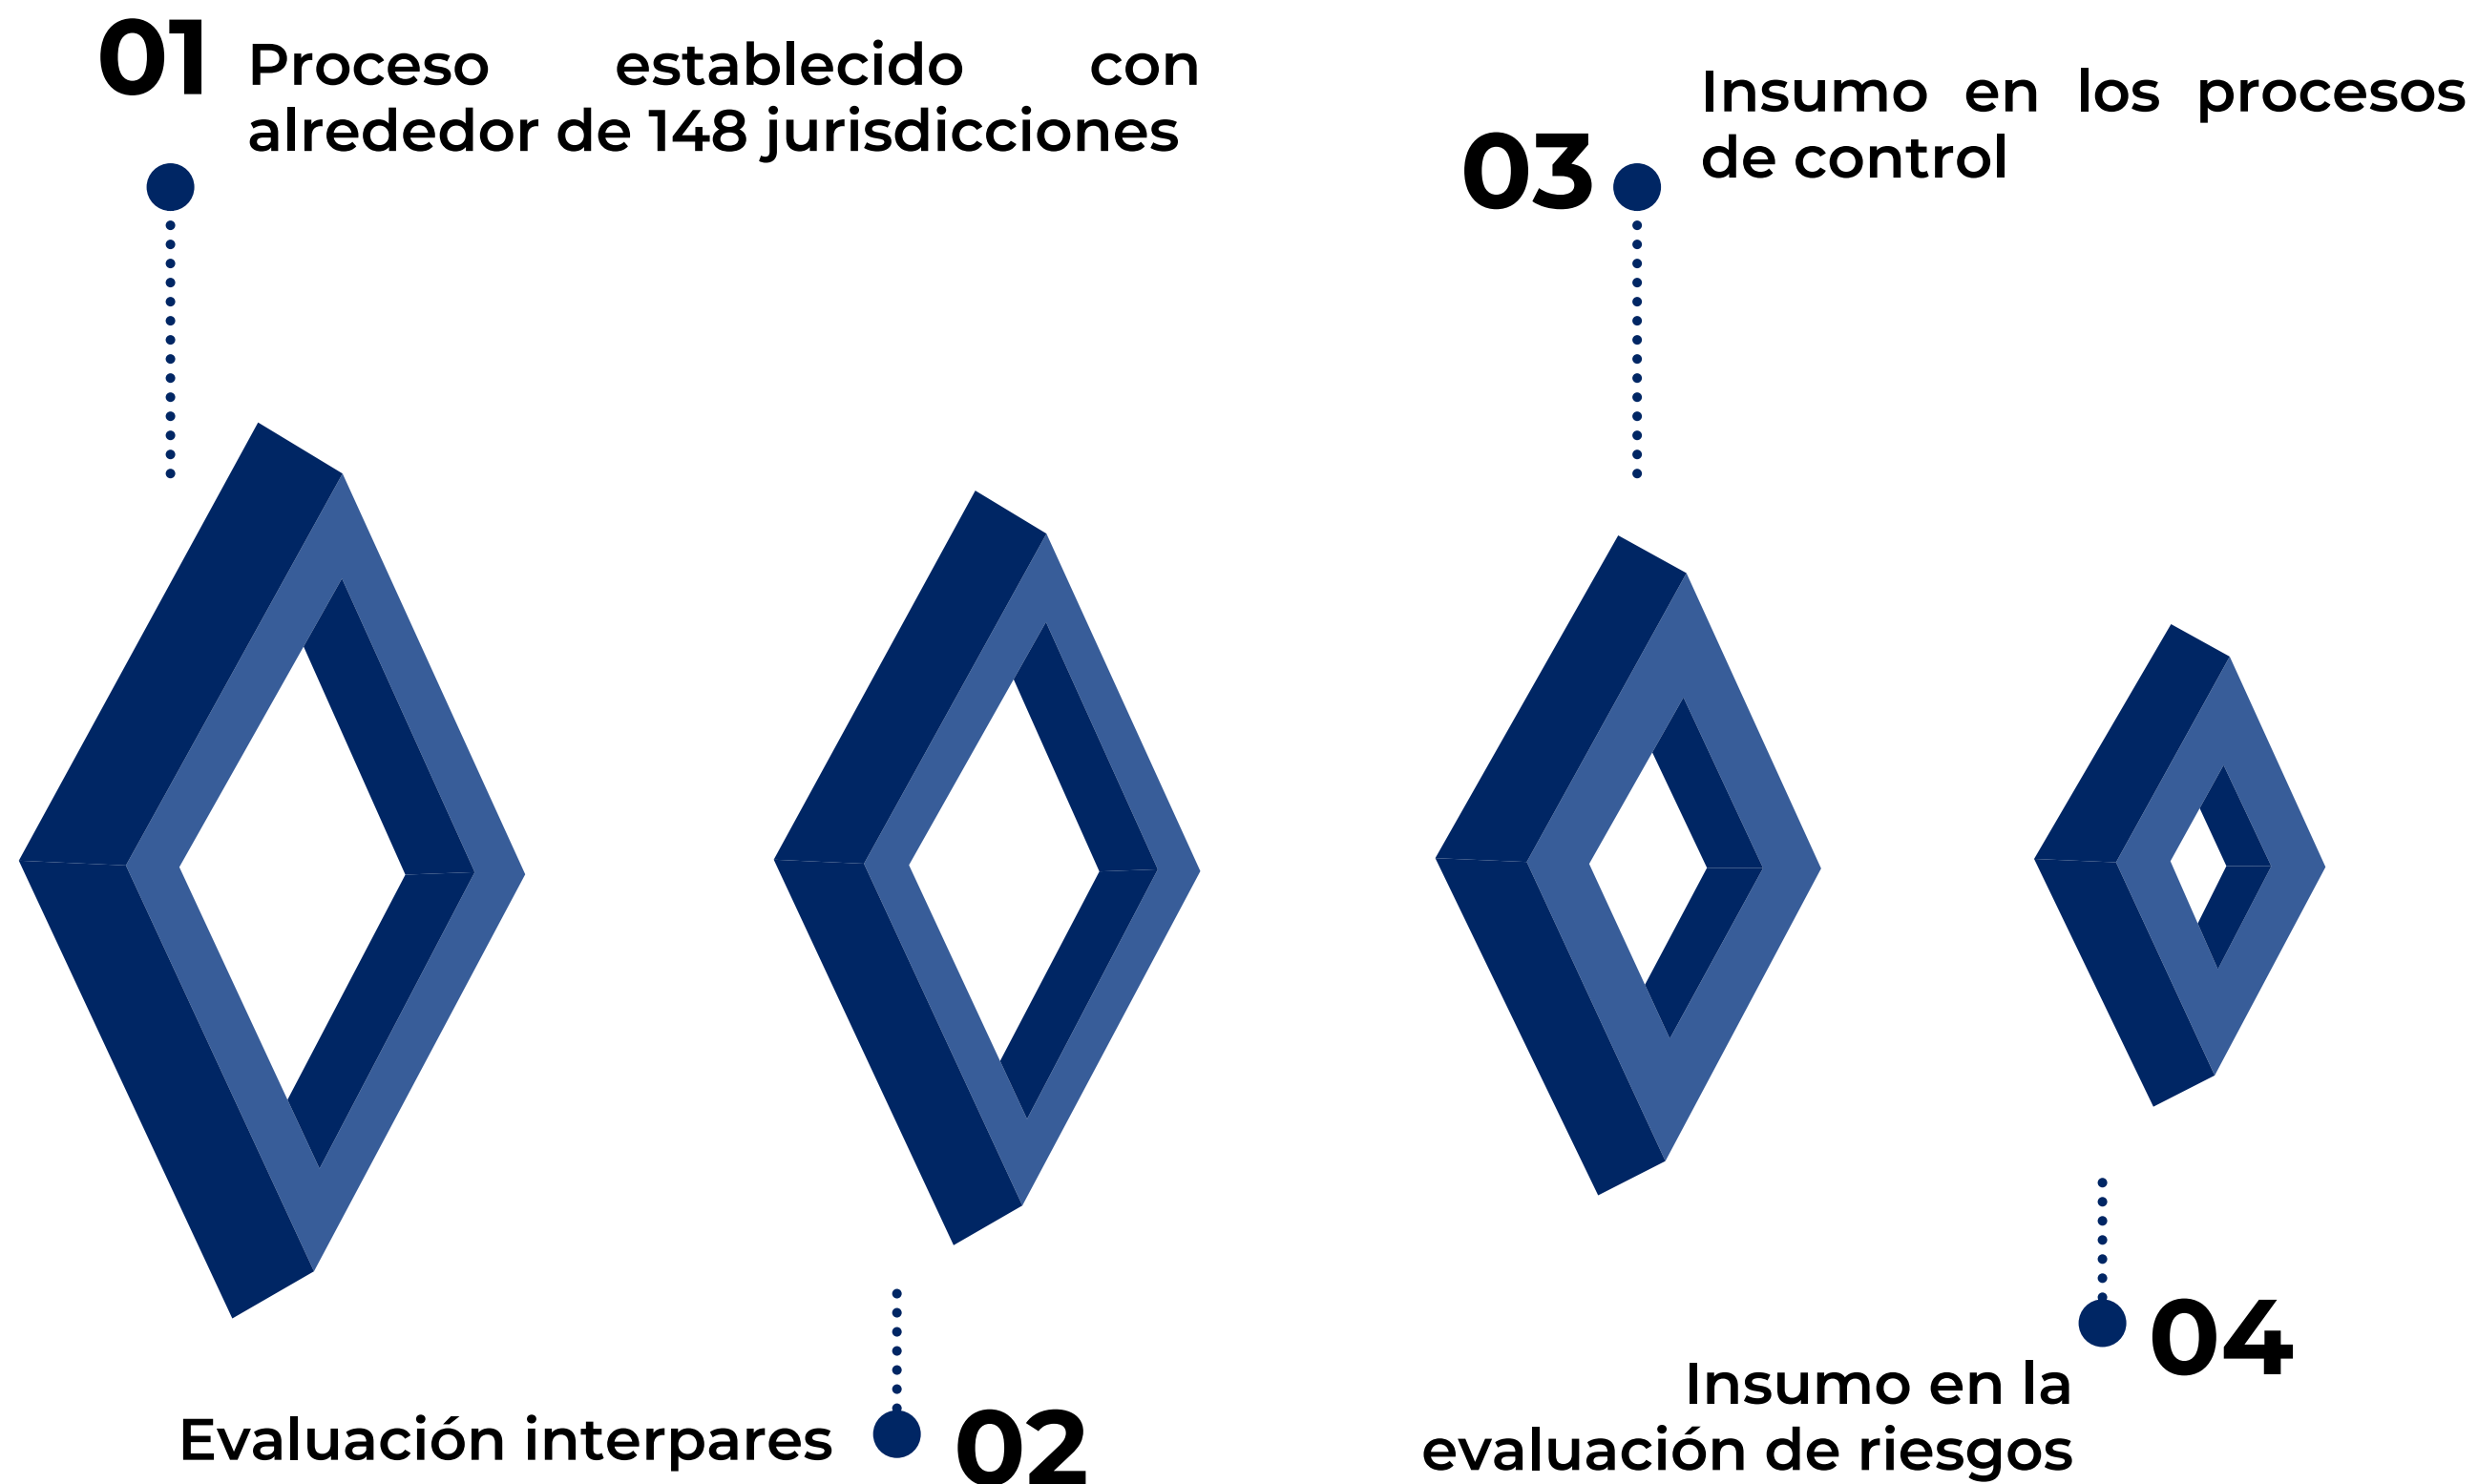 01
Proceso establecido con
alrededor de 148 jurisdicciones
03
Insumo en los procesos
de control
Evaluación interpares
02
04
Insumo en la
evaluación de riesgos